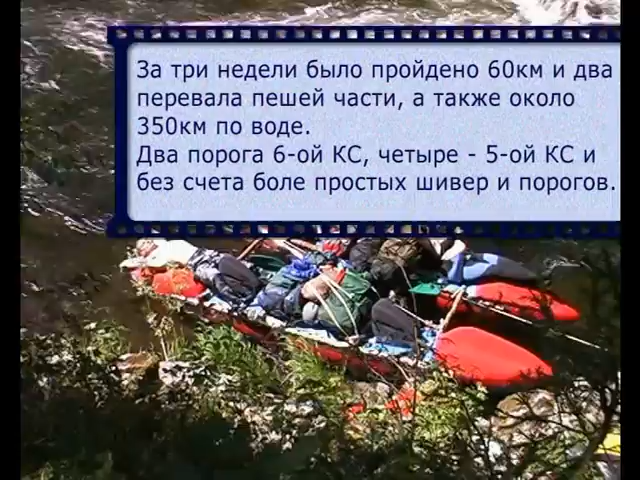 За три недели было пройдено 60км и два
перевала пешей части, а также около
350км по воде.
Два порога 6-ой КС, четыре - 5-ой КС и
без счета боле простых шивер и порогов.